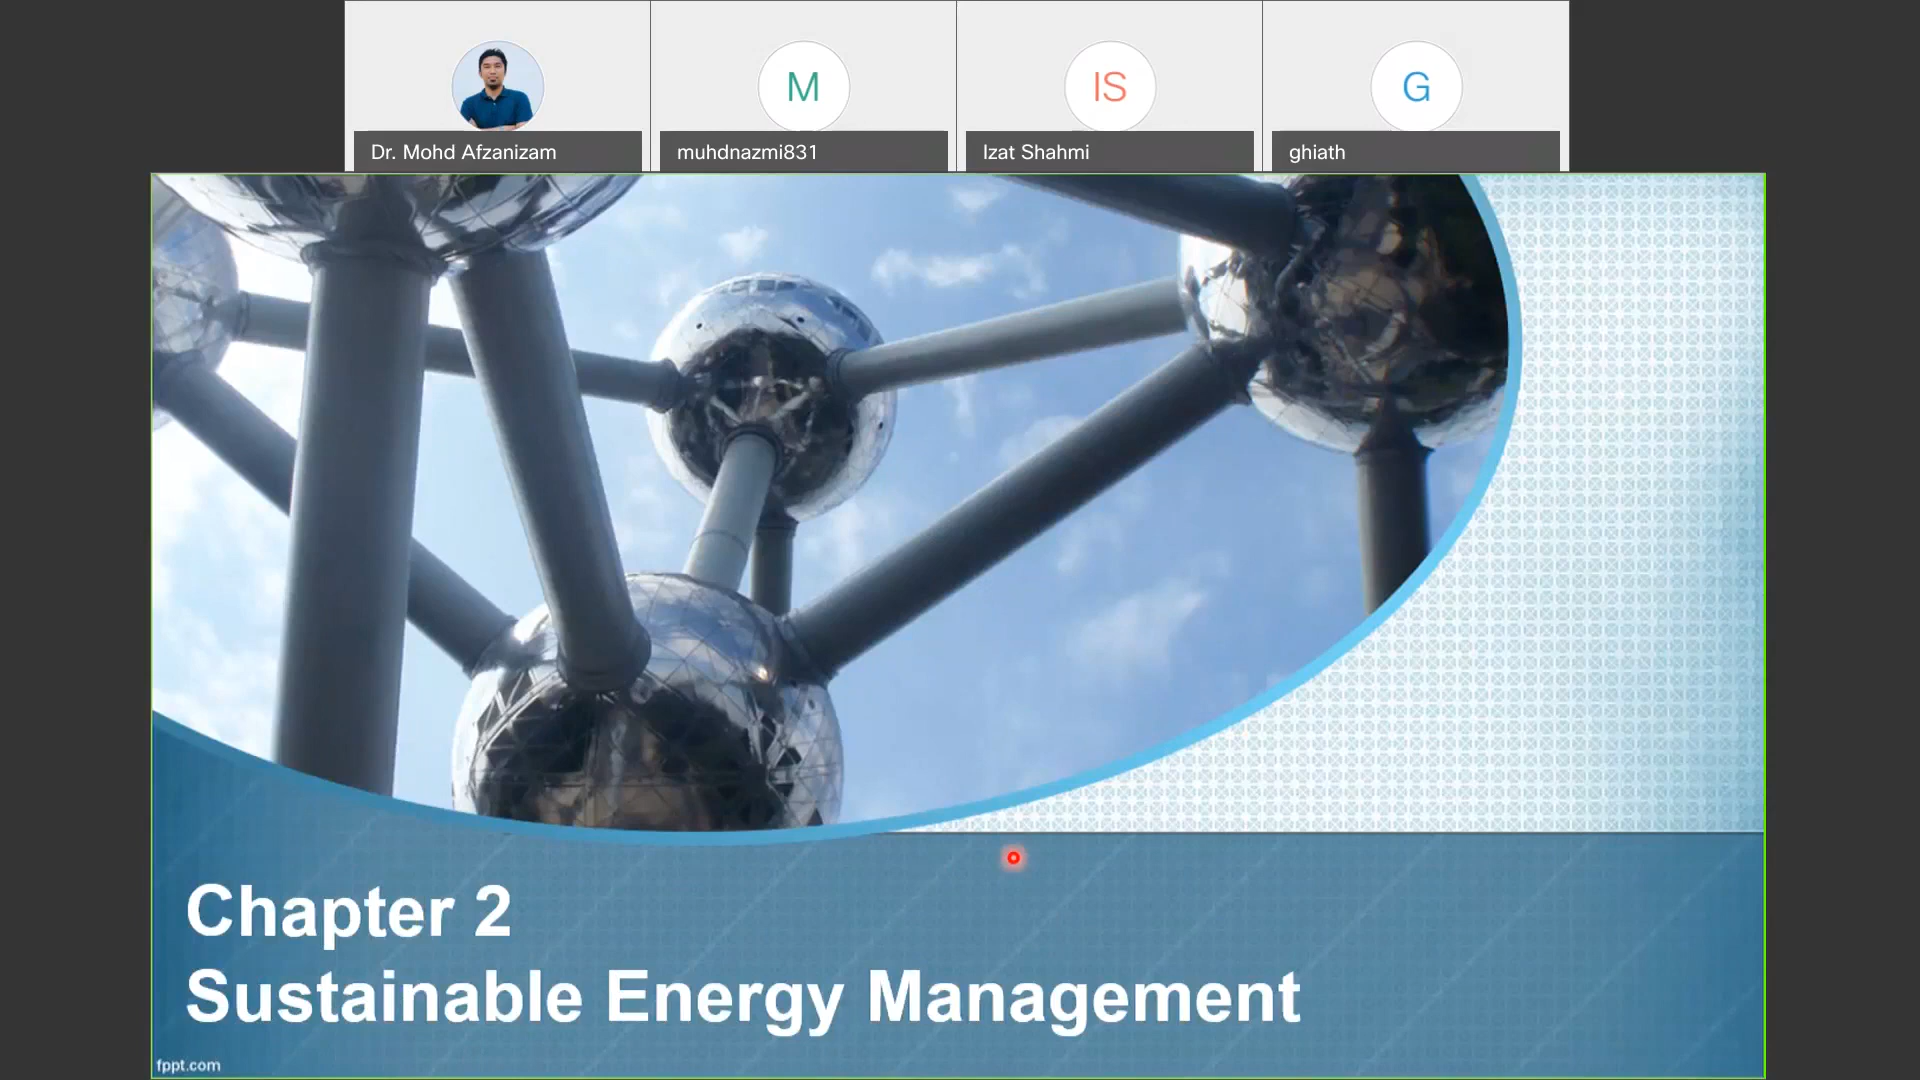 M
IS
G
Dr. Mohd Afzanizam
muhdnazmi831
Izat Shahmi
ghiath
Chapter 2
Sustainable Energy Management
fppt.com